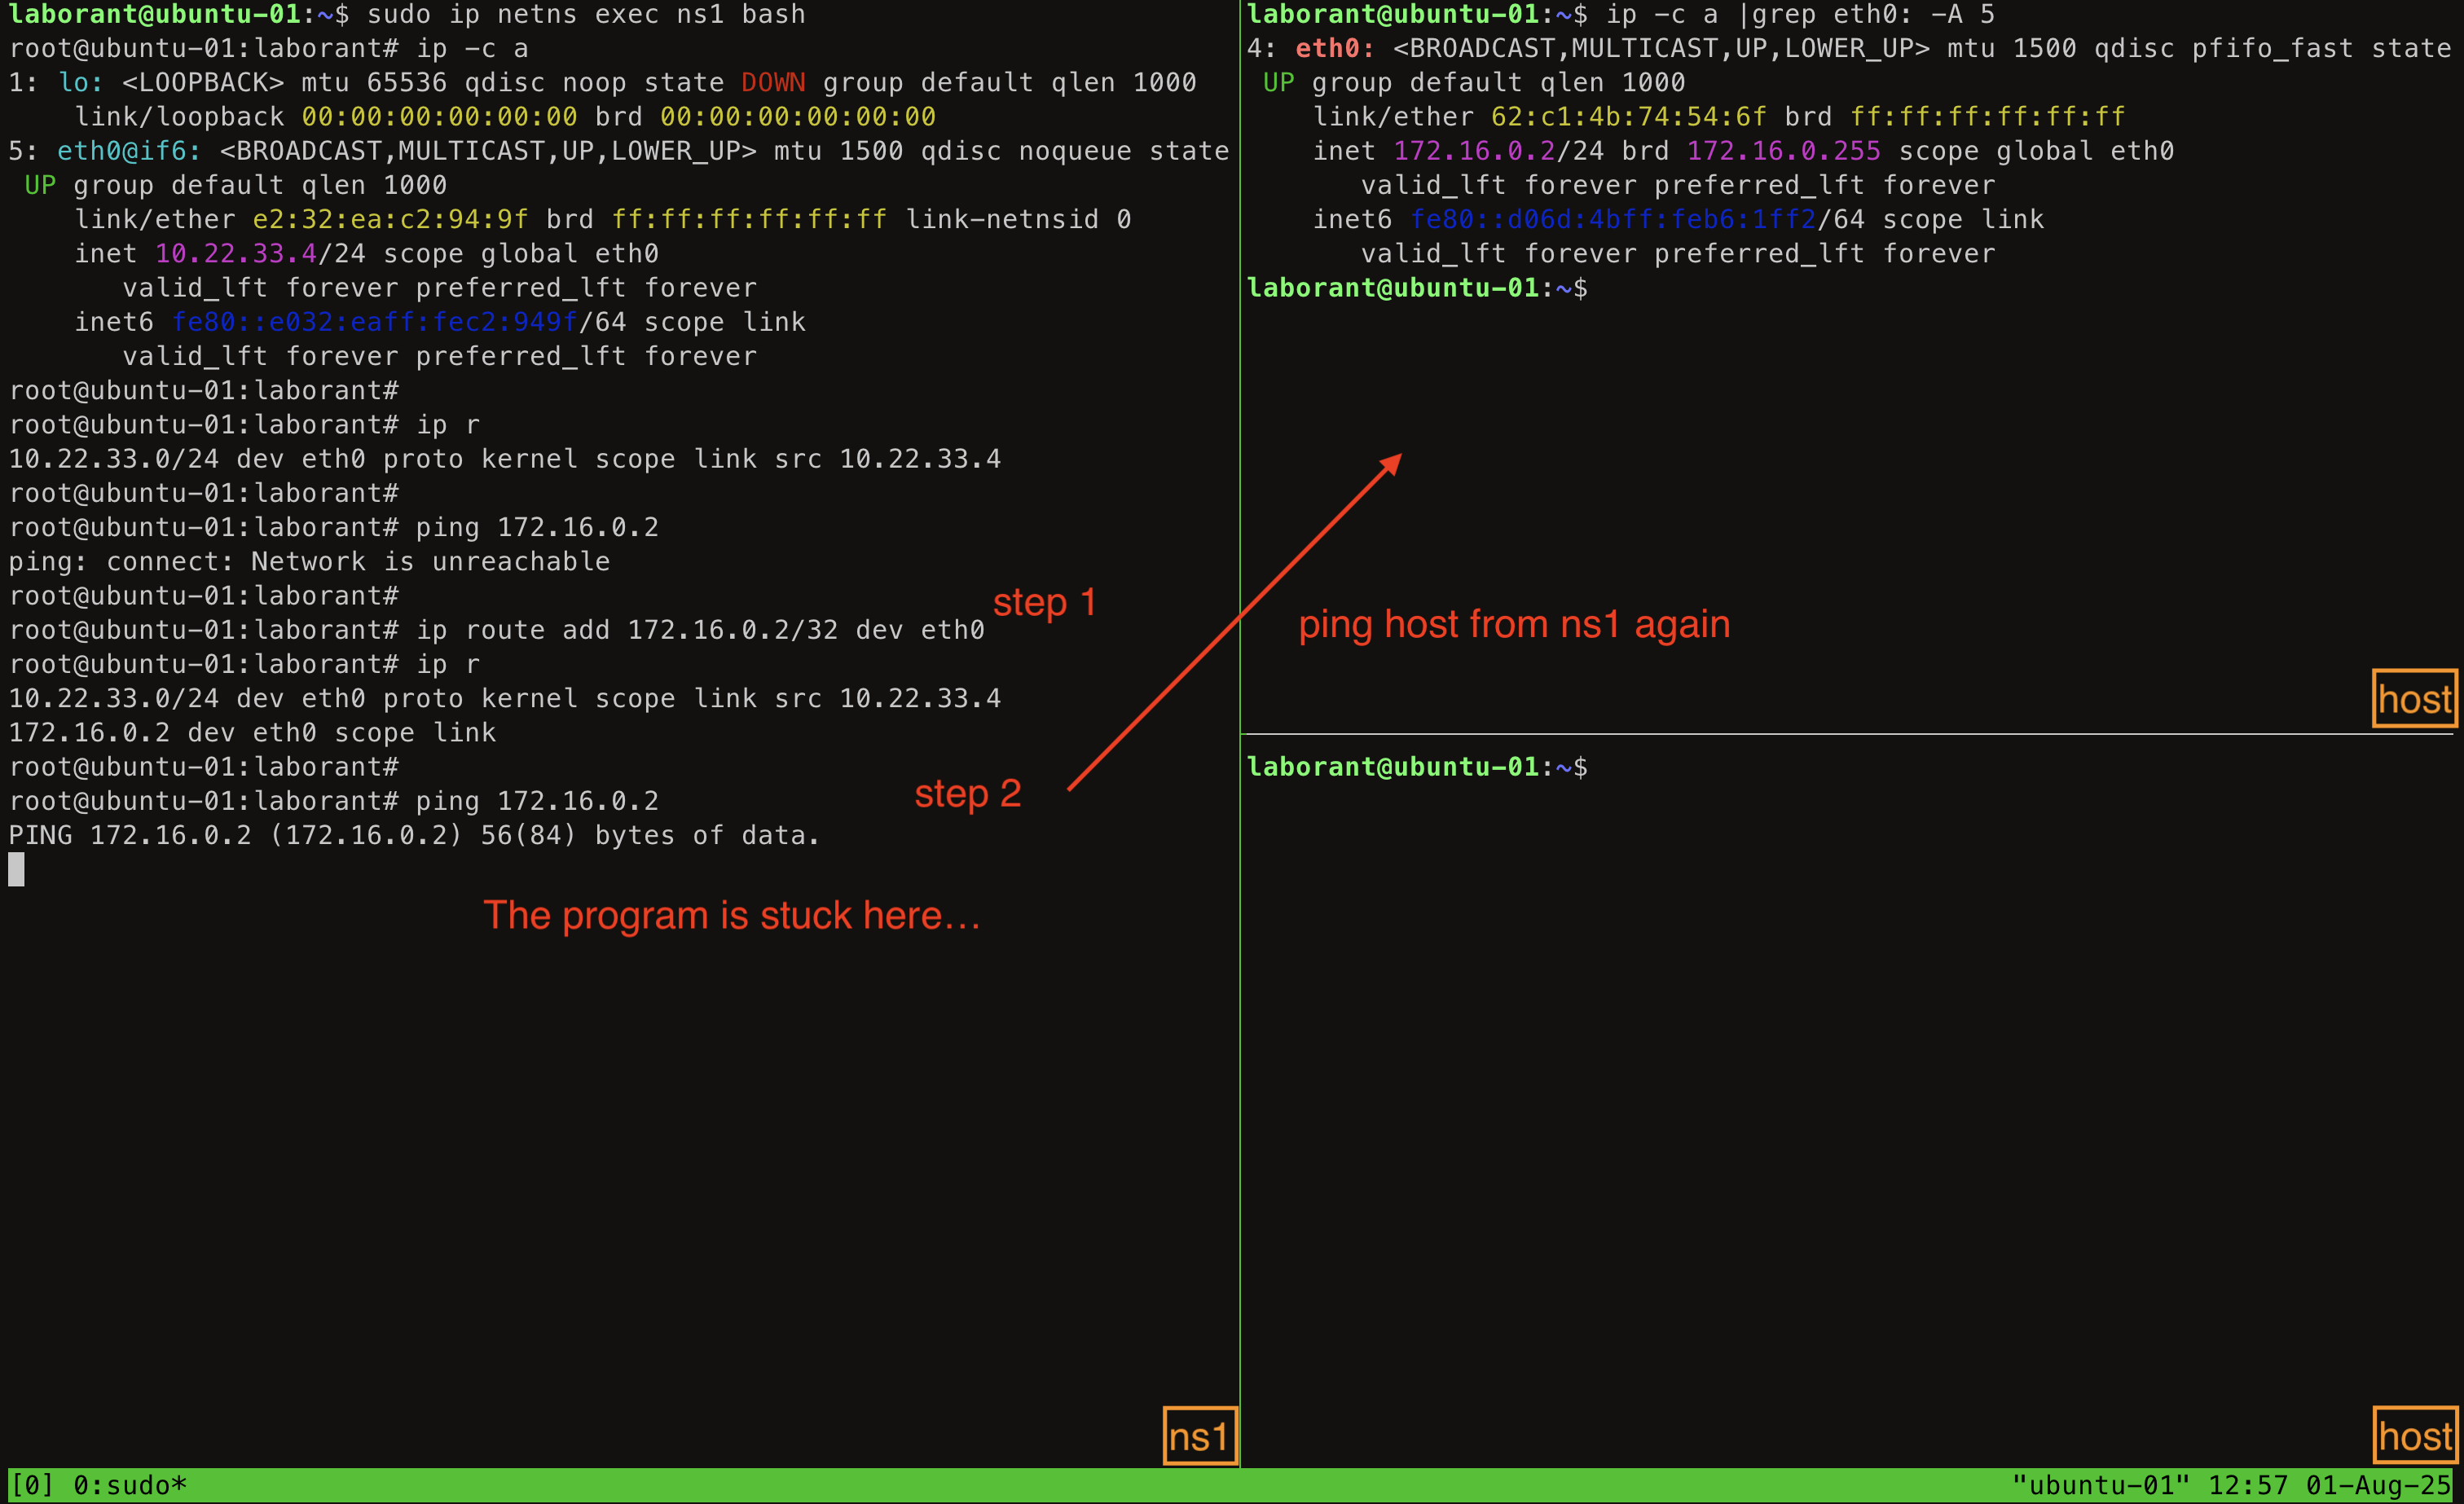 laborant@ubuntu-01:~$ sudo ip netns exec ns1 bash
root@ubuntu-01:laborant# ip -c a
1: lo: <LOOPBACK> mtu 65536 qdisc noop state DOWN group default qlen 1000
    link/loopback 00:00:00:00:00:00 brd 00:00:00:00:00:00
5: eth0@if6: <BROADCAST,MULTICAST,UP,LOWER_UP> mtu 1500 qdisc noqueue state
 UP group default qlen 1000
    link/ether e2:32:ea:c2:94:9f brd ff:ff:ff:ff:ff:ff link-netnsid 0
    inet 10.22.33.4/24 scope global eth0
       valid_lft forever preferred_lft forever
    inet6 fe80::e032:eaff:fec2:949f/64 scope link
       valid_lft forever preferred_lft forever
root@ubuntu-01:laborant#
root@ubuntu-01:laborant# ip r
10.22.33.0/24 dev eth0 proto kernel scope link src 10.22.33.4
root@ubuntu-01:laborant#
root@ubuntu-01:laborant# ping 172.16.0.2
ping: connect: Network is unreachable
root@ubuntu-01:laborant#
step 1
root@ubuntu-01:laborant# ip route add 172.16.0.2/32 dev eth0
root@ubuntu-01:laborant# ip r
10.22.33.0/24 dev eth0 proto kernel scope link src 10.22.33.4
172.16.0.2 dev eth0 scope link
root@ubuntu-01:laborant#
root@ubuntu-01:laborant# ping 172.16.0.2
step 2
PING 172.16.0.2 (172.16.0.2) 56(84) bytes of data.
The program is stuck here...
ns1
laborant@ubuntu-01:~$ ip -c a |grep eth0: -A 5
4: eth0: <BROADCAST,MULTICAST,UP,LOWER_UP> mtu 1500 qdisc pfifo_fast state
 UP group default qlen 1000
    link/ether 62:c1:4b:74:54:6f brd ff:ff:ff:ff:ff:ff
    inet 172.16.0.2/24 brd 172.16.0.255 scope global eth0
       valid_lft forever preferred_lft forever
    inet6 fe80::d06d:4bff:feb6:1ff2/64 scope link
       valid_lft forever preferred_lft forever
laborant@ubuntu-01:~$
ping host from ns1 again
host
laborant@ubuntu-01:~$
host
[0] 0:sudo* "ubuntu-01" 12:57 01-Aug-25